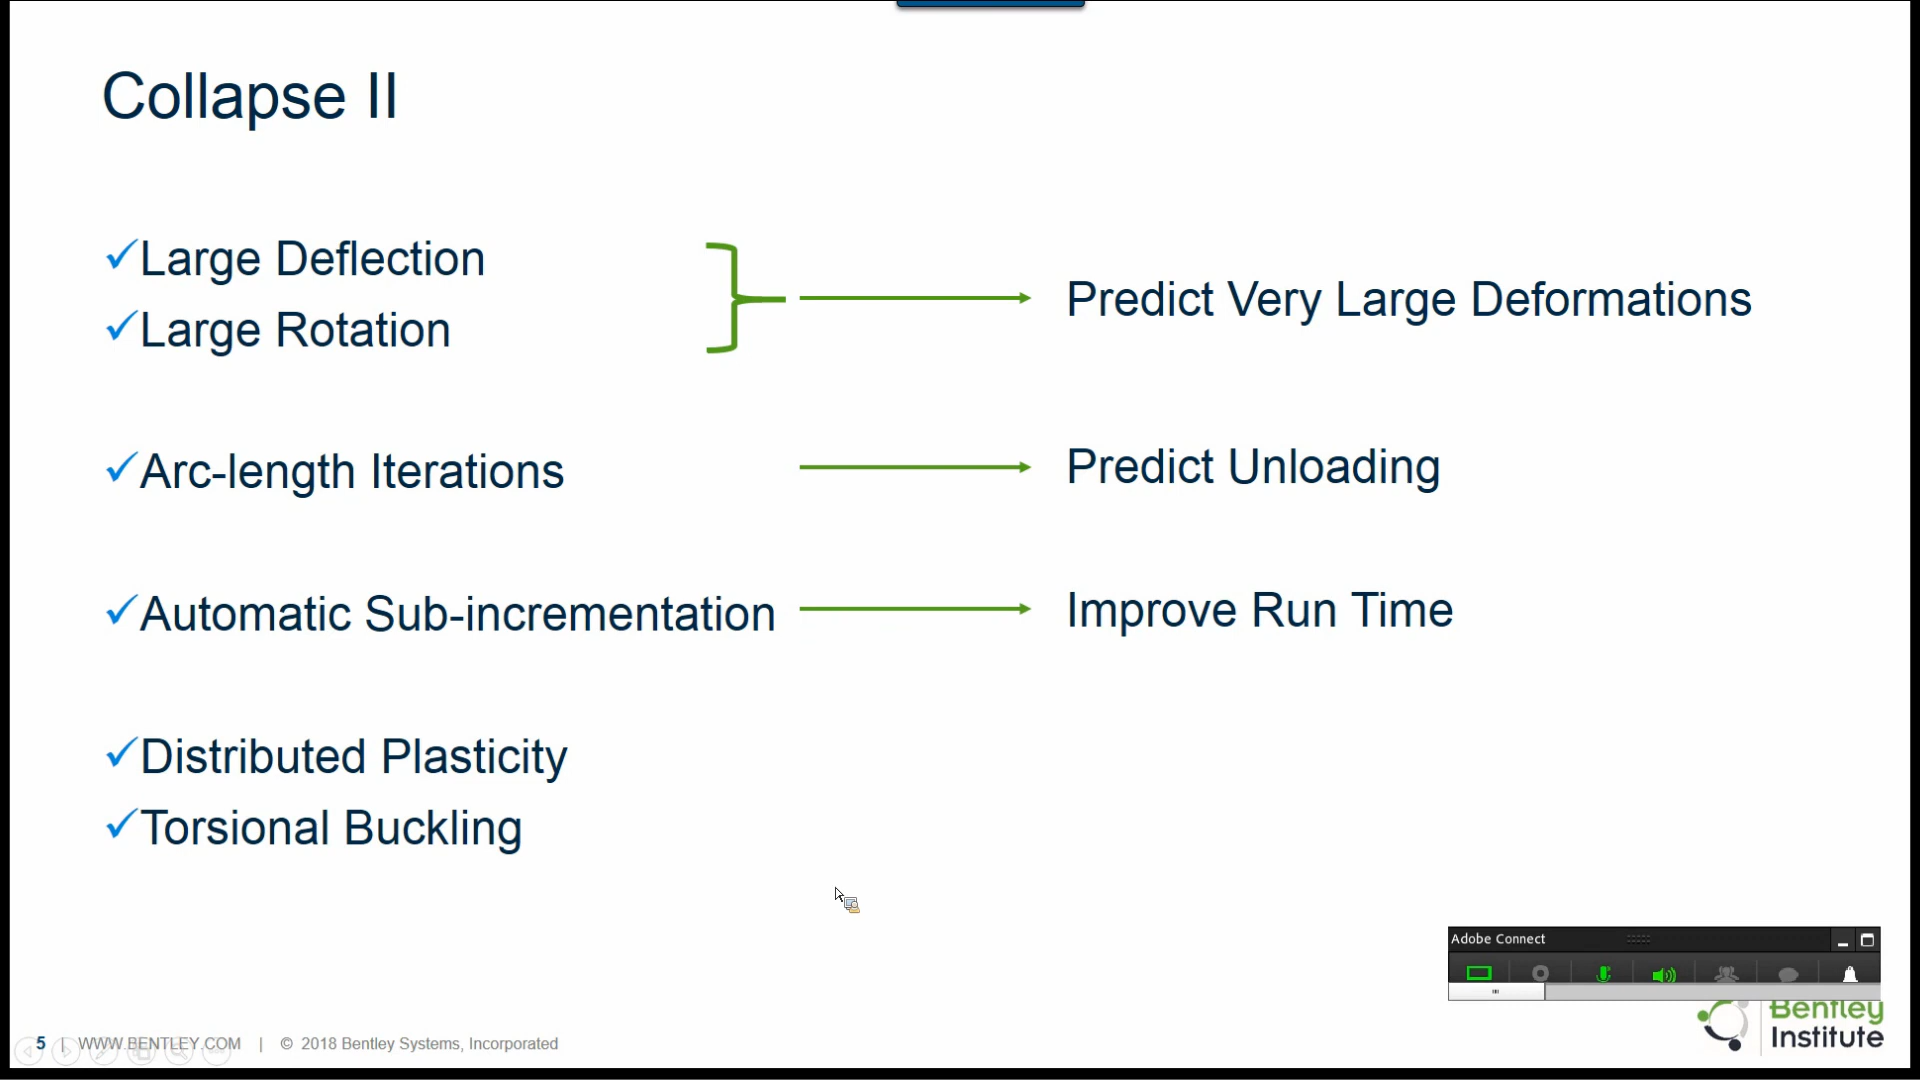 Collapse II
✓Large Deflection
✓Large Rotation
Predict Very Large Deformations
✓Arc-length Iterations
Predict Unloading
✓Automatic Sub-incrementation
Improve Run Time
✓Distributed Plasticity
✓Torsional Buckling
Adobe Connect
5 | WWW.BENTLEY.COM | © 2018 Bentley Systems, Incorporated
Bentley
Institute